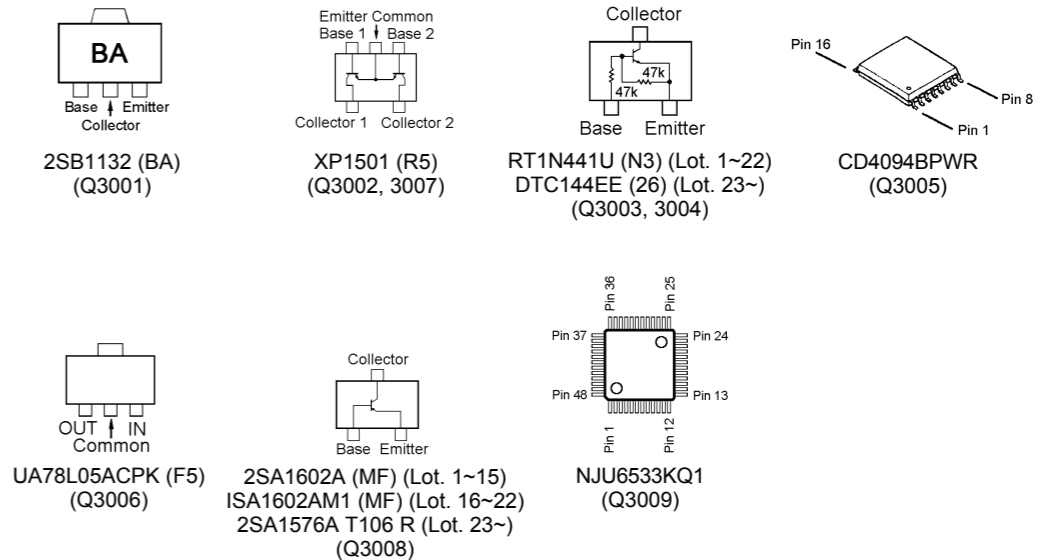 BA
Base
Emitter
Collector
2SB1132 (BA)
(Q3001)
Emitter Common
Base 1
Base 2
Collector 1
Collector 2
XP1501 (R5)
(Q3002, 3007)
Collector
47k
47k
Base
Emitter
RT1N441U (N3) (Lot. 1~22)
DTC144EE (26) (Lot. 23~)
(Q3003, 3004)
Pin 16
Pin 8
Pin 1
CD4094BPWR
(Q3005)
OUT
IN
Common
UA78L05ACPK (F5)
(Q3006)
Collector
Base
Emitter
2SA1602A (MF) (Lot. 1~15)
ISA1602AM1 (MF) (Lot. 16~22)
2SA1576A T106 R (Lot. 23~)
(Q3008)
Pin 36
Pin 25
Pin 37
Pin 24
Pin 48
Pin 13
Pin 1
Pin 12
NJU6533KQ1
(Q3009)